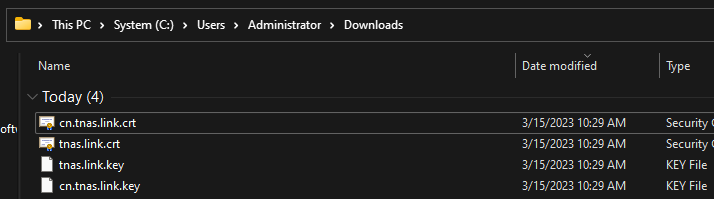 This PC > System (C:) > Users > Administrator > Downloads
Name Date modified Type
Today (4)
cn.tnas.link.crt 3/15/2023 10:29 AM Security
tnas.link.crt 3/15/2023 10:29 AM Security
tnas.link.key 3/15/2023 10:29 AM KEY File
cn.tnas.link.key 3/15/2023 10:29 AM KEY File